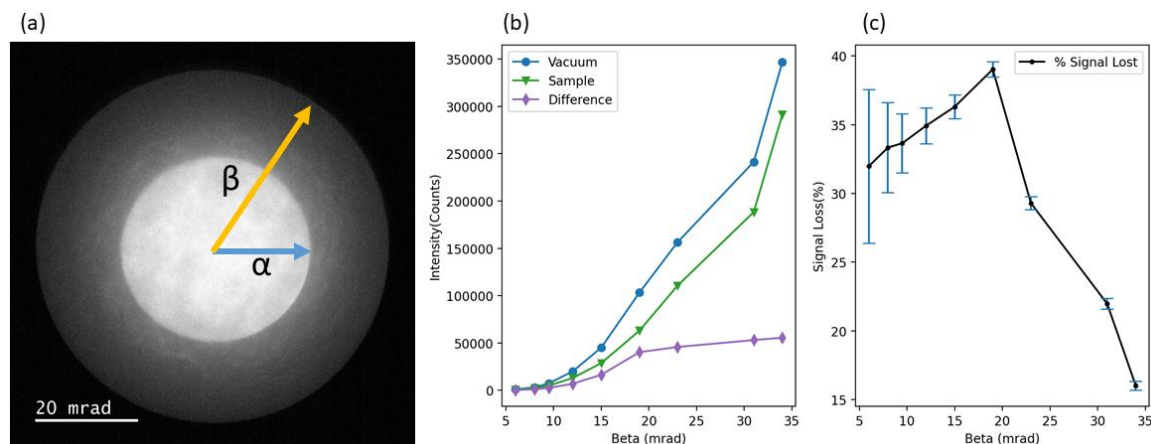 (a)
β
α
20 mrad
(b)
Vacuum
Sample
Difference
350000
300000
250000
200000
150000
100000
50000
0
Intensity(Counts)
5 10 15 20 25 30 35
Beta (mrad)
(c)
% Signal Lost
40
35
30
25
20
15
Signal Loss(%)
5 10 15 20 25 30 35
Beta (mrad)